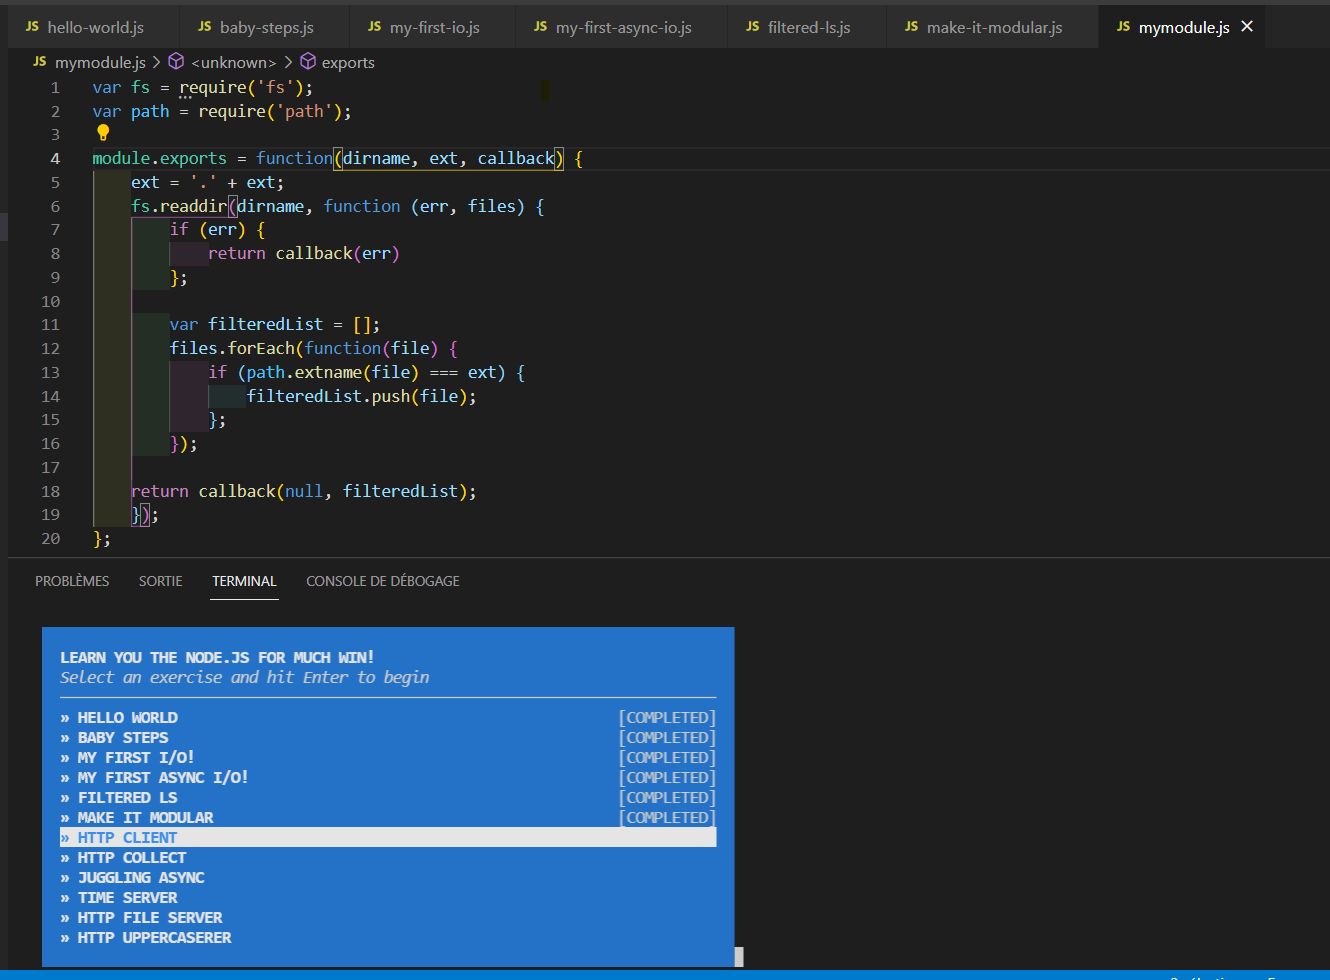 JS hello-world.js JS baby-steps.js JS my-first-io.js JS my-first-async-io.js JS filtered-ls.js JS make-it-modular.js JS mymodule.js
JS mymodule.js > <unknown> > exports
1 var fs = require('fs');
2 var path = require('path');
3
4 module.exports = function(dirname, ext, callback) {
5 ext = '.' + ext;
6 fs.readdir(dirname, function (err, files) {
7 if (err) {
8 return callback(err)
9 };
10
11 var filteredList = [];
12 files.forEach(function(file) {
13 if (path.extname(file) === ext) {
14 filteredList.push(file);
15 };
16 });
17
18 return callback(null, filteredList);
19 });
20 };
PROBLÈMES SORTIE TERMINAL CONSOLE DE DÉBOGAGE
LEARN YOU THE NODE.JS FOR MUCH WIN!
Select an exercise and hit Enter to begin
» HELLO WORLD [COMPLETED]
» BABY STEPS [COMPLETED]
» MY FIRST I/O! [COMPLETED]
» MY FIRST ASYNC I/O! [COMPLETED]
» FILTERED LS [COMPLETED]
» MAKE IT MODULAR [COMPLETED]
» HTTP CLIENT
» HTTP COLLECT
» JUGGLING ASYNC
» TIME SERVER
» HTTP FILE SERVER
» HTTP UPPERCASERER